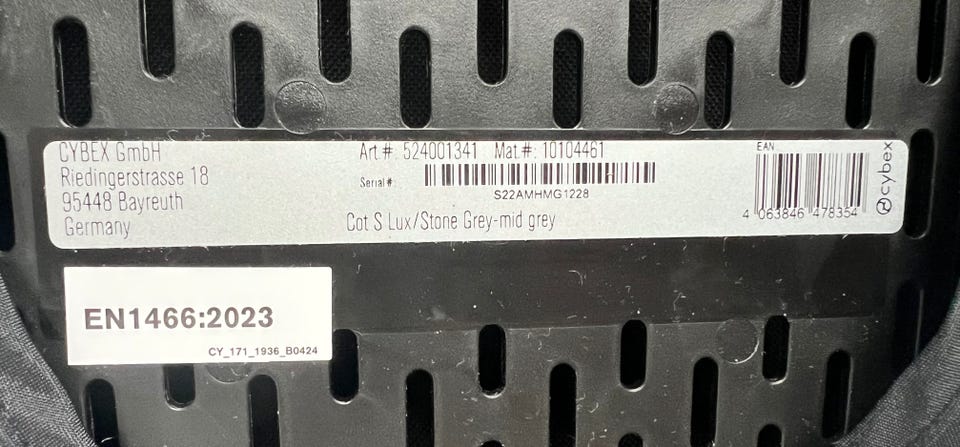 CYBEX GmbH
Riedingerstrasse 18
95448 Bayreuth
Germany
Art.#: 524001341 Mat.#: 10104461
Serial#:
S22AMHMG1228
Cot S Lux/Stone Grey-mid grey
EAN
4 063846 478354
cybex
EN1466:2023
CY_171_1936_B0424